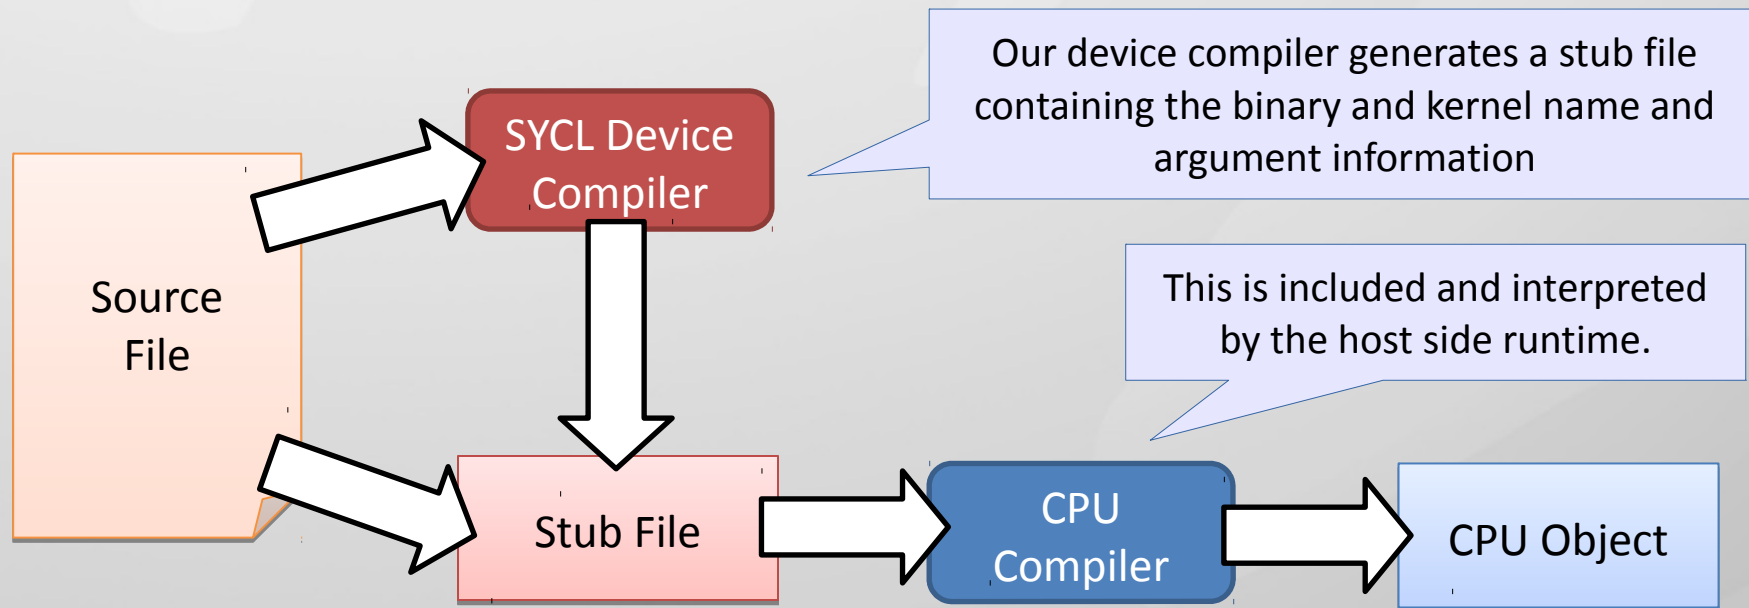 Our device compiler generates a stub file
containing the binary and kernel name and
argument information
SYCL Device
Compiler
Source
File
This is included and interpreted
by the host side runtime.
Stub File
CPU
Compiler
CPU Object